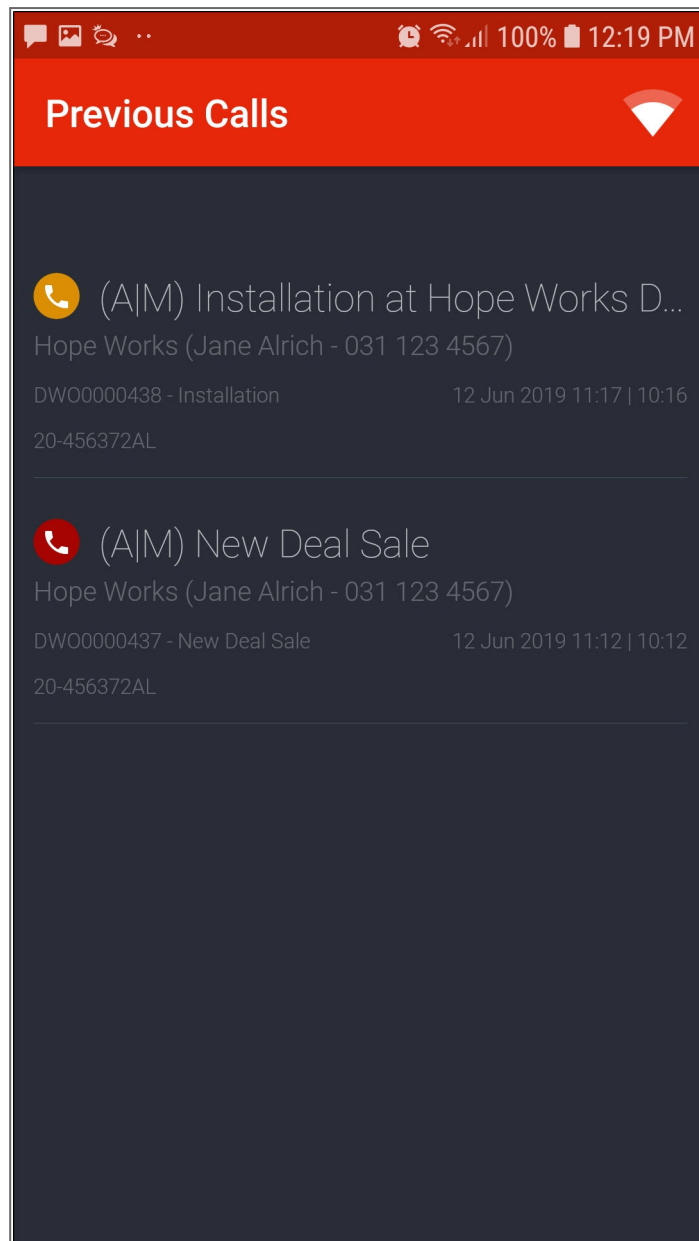 100% 12:19 PM
Previous Calls
(A|M) Installation at Hope Works D...
Hope Works (Jane Alrich - 031 123 4567)
DWO0000438 - Installation 12 Jun 2019 11:17 | 10:16
20-456372AL
(A|M) New Deal Sale
Hope Works (Jane Alrich - 031 123 4567)
DWO0000437 - New Deal Sale 12 Jun 2019 11:12 | 10:12
20-456372AL